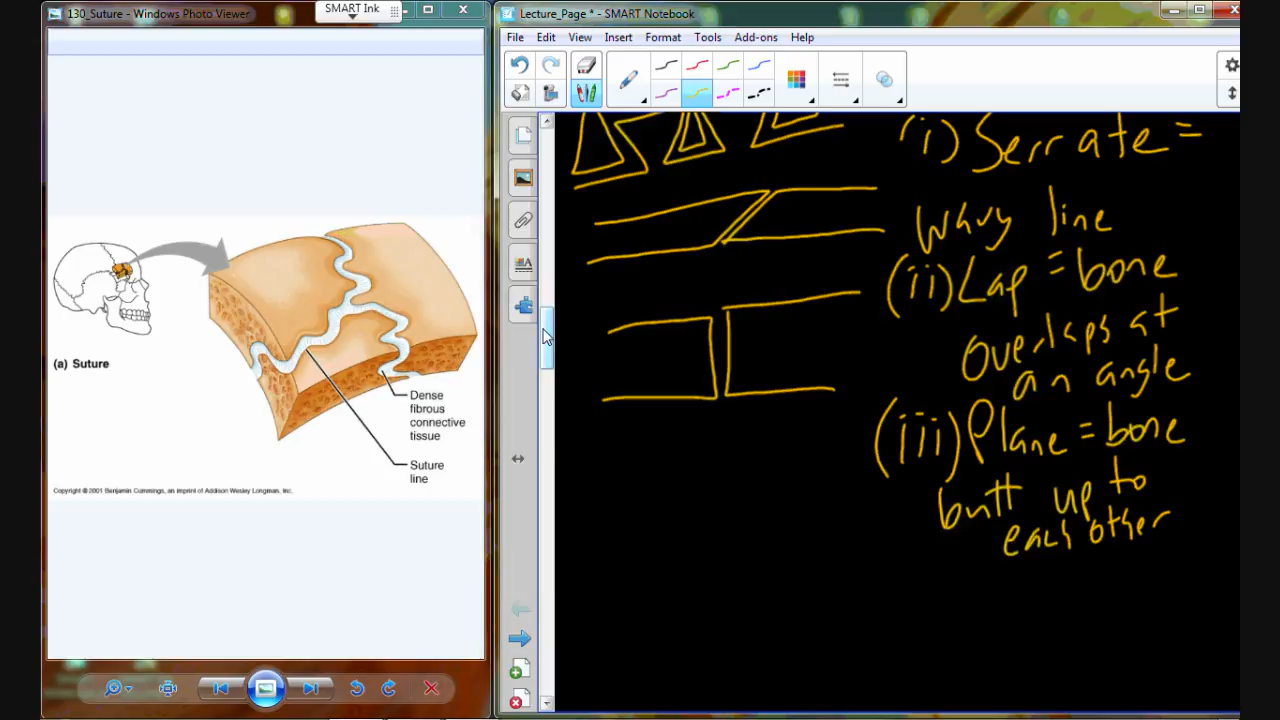 130_Suture - Windows Photo Viewer
SMART Ink
(a) Suture
Dense
fibrous
connective
tissue
Suture
line
Copyright © 2001 Benjamin Cummings, an imprint of Addison Wesley Longman, Inc.
Lecture_Page * - SMART Notebook
File Edit View Insert Format Tools Add-ons Help
(i) Serrate =
wavy line
(ii) Lap = bone
overlaps at
an angle
(iii) Plane = bone
butt up to
each other